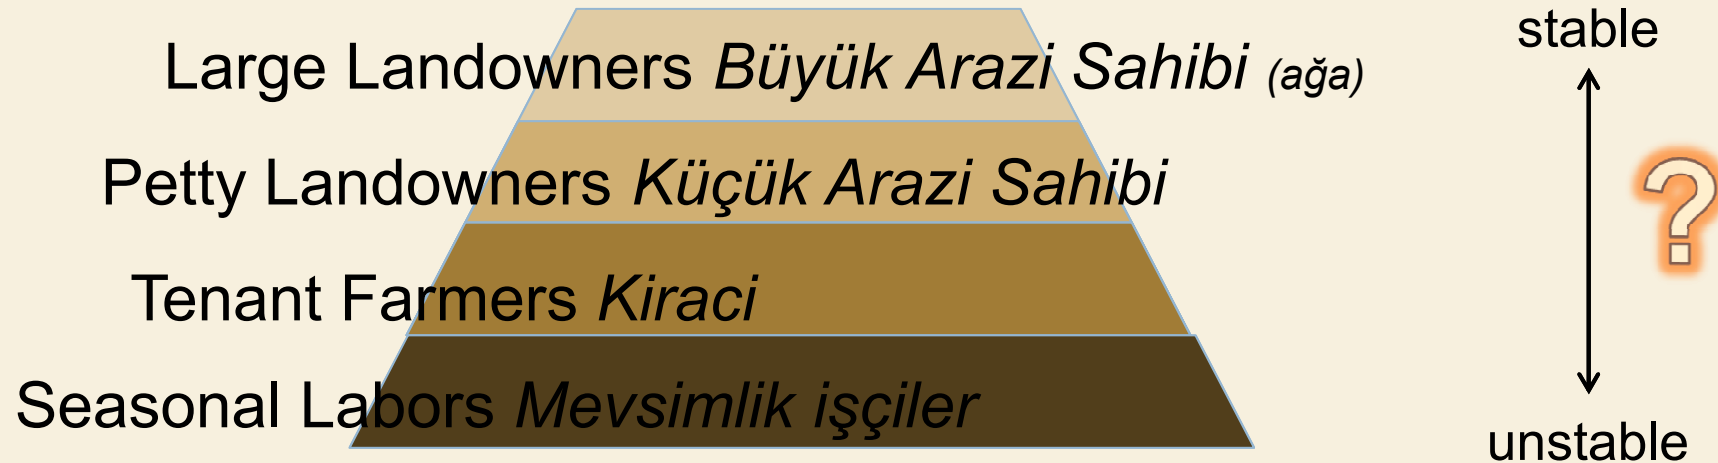 stable
Large Landowners Büyük Arazi Sahibi (ağa)
Petty Landowners Küçük Arazi Sahibi
?
Tenant Farmers Kiraci
Seasonal Labors Mevsimlik işçiler
unstable